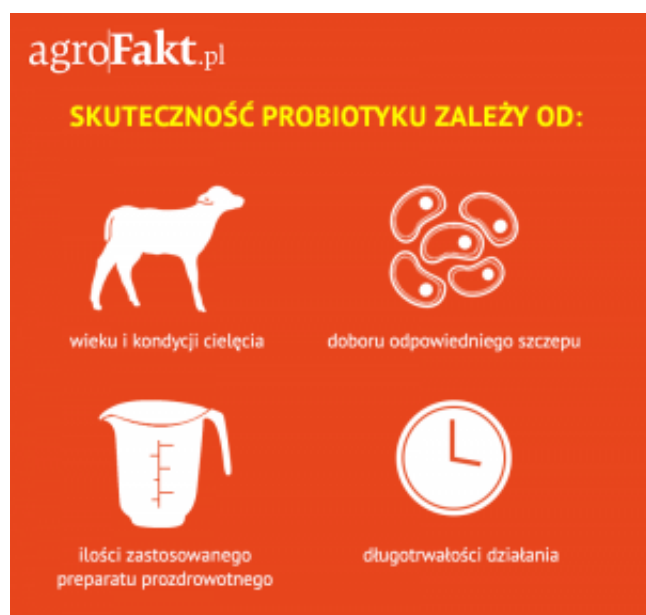 agroFakt.pl
SKUTECZNOŚĆ PROBIOTYKU ZALEŻY OD:
wieku i kondycji cielęcia
doboru odpowiedniego szczepu
ilości zastosowanego
preparatu prozdrowotnego
długotrwałości działania